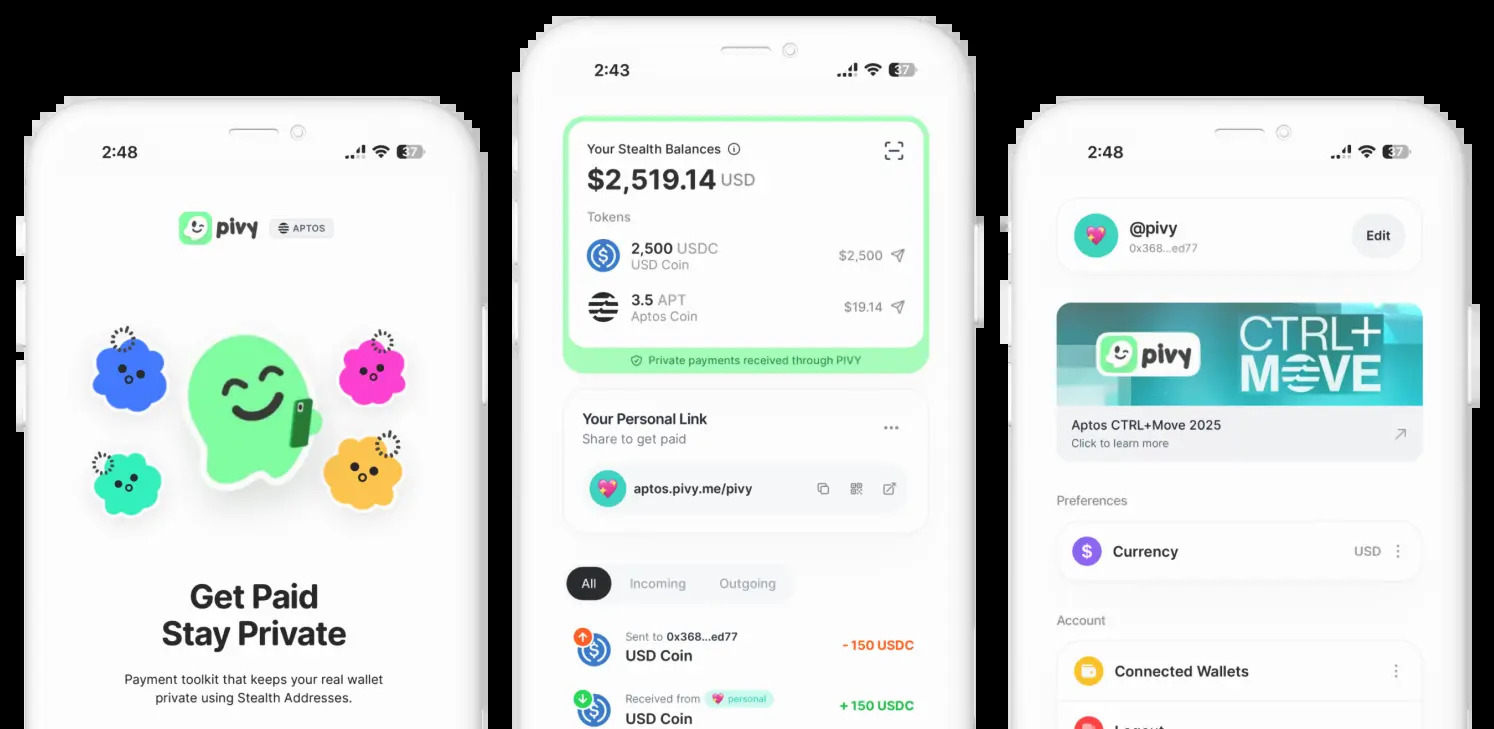 2:48
37
pivy
APTOS
Get Paid
Stay Private
Payment toolkit that keeps your real wallet
private using Stealth Addresses.
2:43
37
Your Stealth Balances
$2,519.14 USD
Tokens
2,500 USDC
USD Coin
$2,500
3.5 APT
Aptos Coin
$19.14
Private payments received through PIVY
Your Personal Link
Share to get paid
aptos.pivy.me/pivy
All Incoming Outgoing
Sent to 0x368...ed77
USD Coin
- 150 USDC
Received from personal
USD Coin
+ 150 USDC
2:48
37
@pivy
0x368...ed77
Edit
pivy
CTRL+
MOVE
Aptos CTRL+Move 2025
Click to learn more
Preferences
Currency
USD
Account
Connected Wallets
Logout